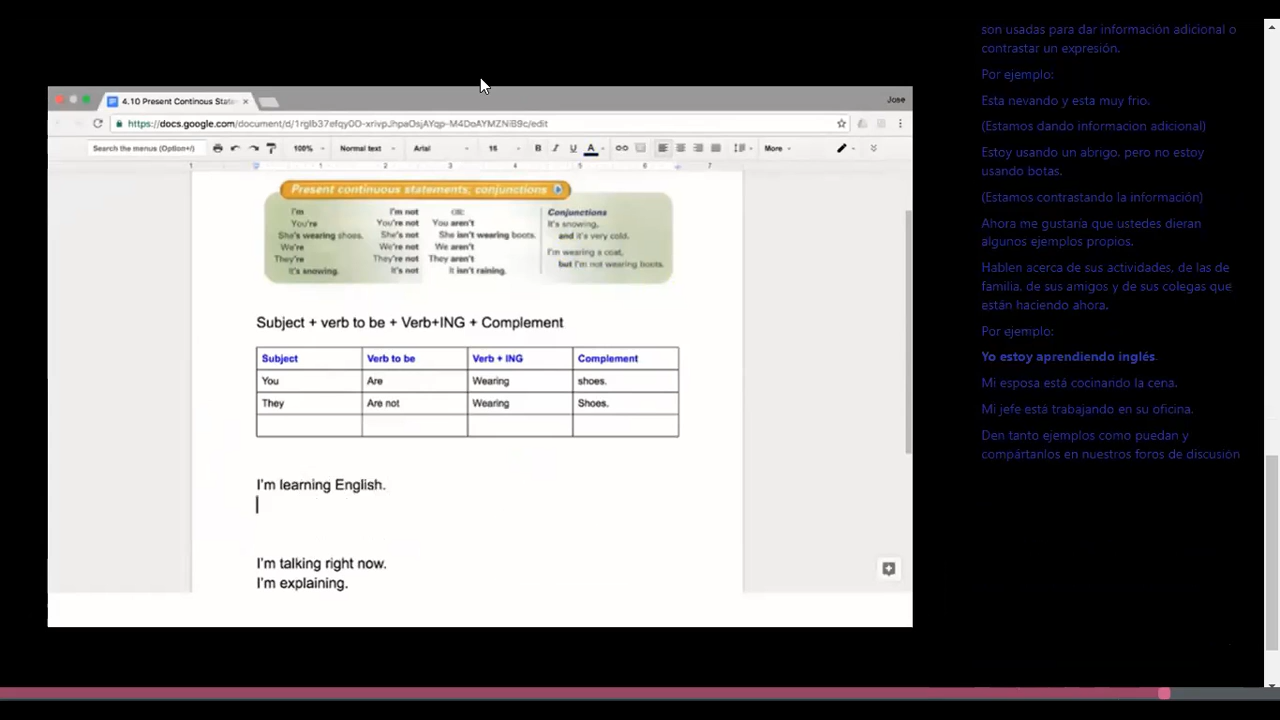 4.10 Present Continous State
Jose
https://docs.google.com/document/d/1rglb37efqy0D-xrivpJhpaOsjAYqp-M4DoAYMZNiB9c/edit
Search the menus (Option+/)
100%
Normal text
Arial
16
B I U A
More
1 1 2 3 4 5 6 7
Present continuous statements; conjunctions
I'm I'm not OR: Conjunctions
You're You're not You aren't It's snowing,
She's wearing shoes. She's not She isn't wearing boots. and it's very cold.
We're We're not We aren't I'm wearing a coat,
They're They're not They aren't but I'm not wearing boots.
It's snowing. It's not It isn't raining.
Subject + verb to be + Verb+ING + Complement
Subject Verb to be Verb + ING Complement
You Are Wearing shoes.
They Are not Wearing Shoes.
I'm learning English.
I'm talking right now.
I'm explaining.
son usadas para dar información adicional o
contrastar un expresión.
Por ejemplo:
Esta nevando y esta muy frio.
(Estamos dando informacion adicional)
Estoy usando un abrigo, pero no estoy
usando botas.
(Estamos contrastando la información)
Ahora me gustaría que ustedes dieran
algunos ejemplos propios.
Hablen acerca de sus actividades, de las de
familia, de sus amigos y de sus colegas que
están haciendo ahora.
Por ejemplo:
Yo estoy aprendiendo inglés.
Mi esposa está cocinando la cena.
Mi jefe está trabajando en su oficina.
Den tanto ejemplos como puedan y
compártanlos en nuestros foros de discusión